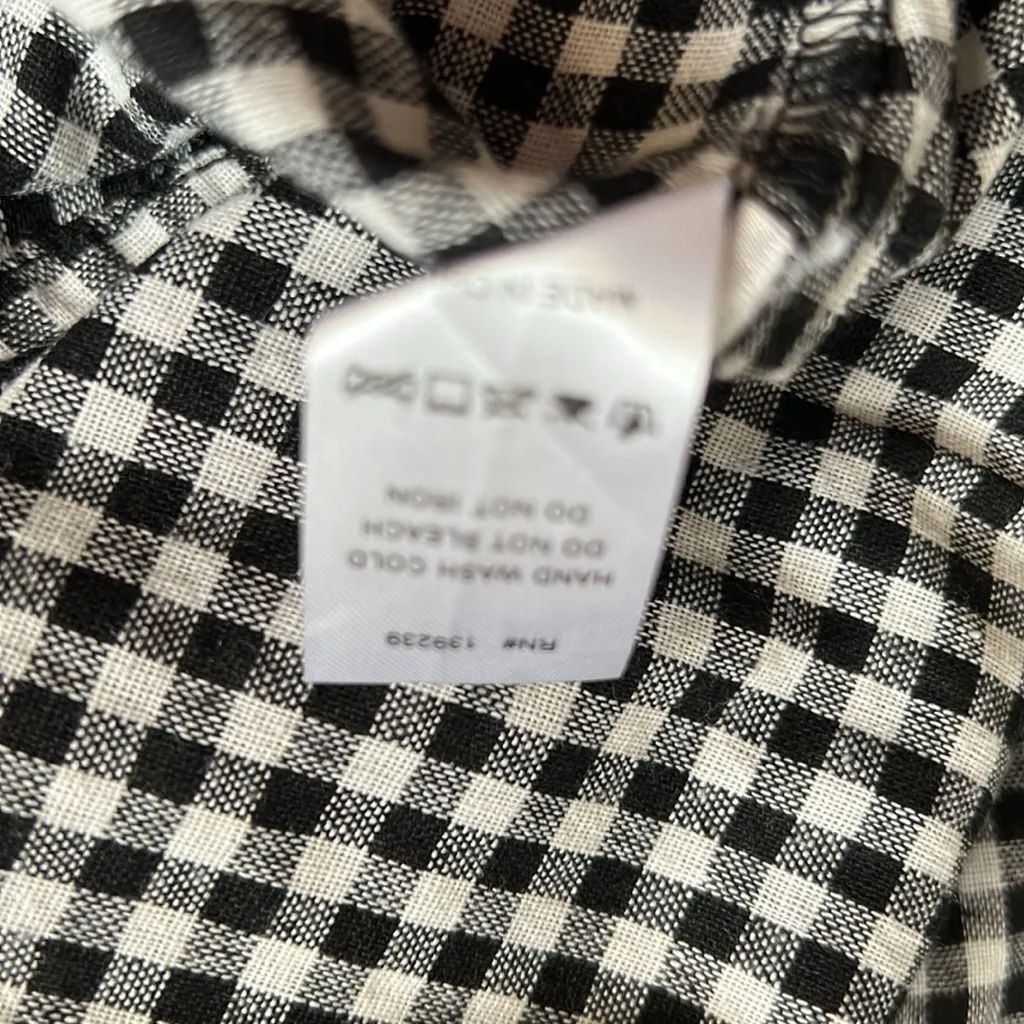 RN# 139239
HAND WASH COLD
DO NOT BLEACH
DO NOT IRON
MADE IN